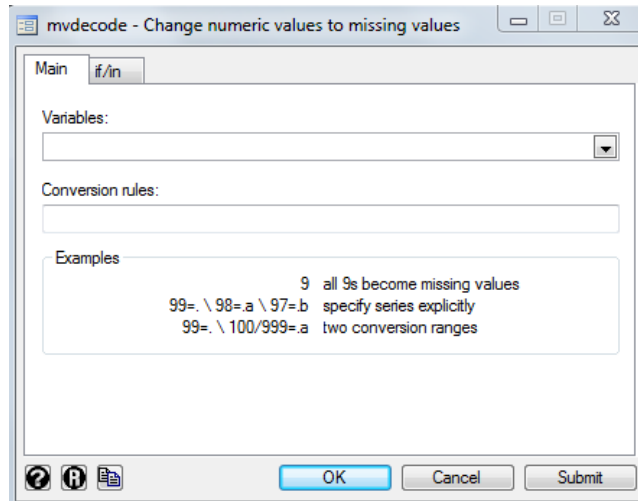 mvdecode - Change numeric values to missing values
Main if/in
Variables:
Conversion rules:
Examples
9 all 9s become missing values
99=. \ 98=.a \ 97=.b specify series explicitly
99=. \ 100/999=.a two conversion ranges
? R OK Cancel Submit